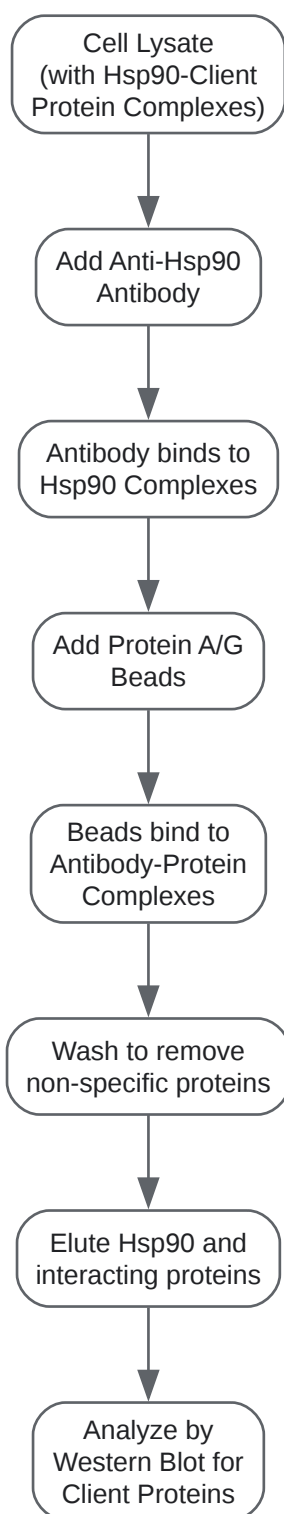 Cell Lysate
(with Hsp90-Client
Protein Complexes)
Add Anti-Hsp90
Antibody
Antibody binds to
Hsp90 Complexes
Add Protein A/G
Beads
Beads bind to
Antibody-Protein
Complexes
Wash to remove
non-specific proteins
Elute Hsp90 and
interacting proteins
Analyze by
Western Blot for
Client Proteins